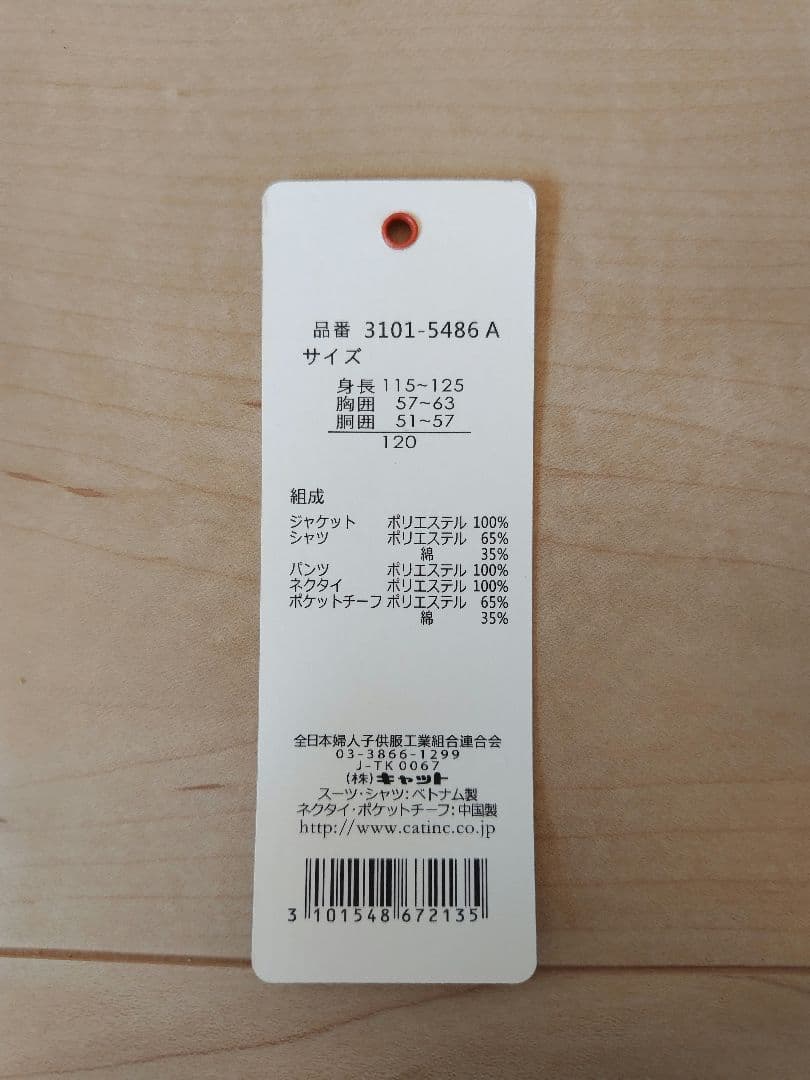 品番 3101-5486 A
サイズ
身長 115~125
胸囲 57~63
胴囲 51~57
120
組成
ジャケット ポリエステル 100%
シャツ ポリエステル 65%
綿 35%
パンツ ポリエステル 100%
ネクタイ ポリエステル 100%
ポケットチーフ ポリエステル 65%
綿 35%
全日本婦人子供服工業組合連合会
03-3866-1299
J-TK0067
(株)キャット
スーツ・シャツ:ベトナム製
ネクタイ・ポケットチーフ:中国製
http://www.catinc.co.jp
3 101548 672135